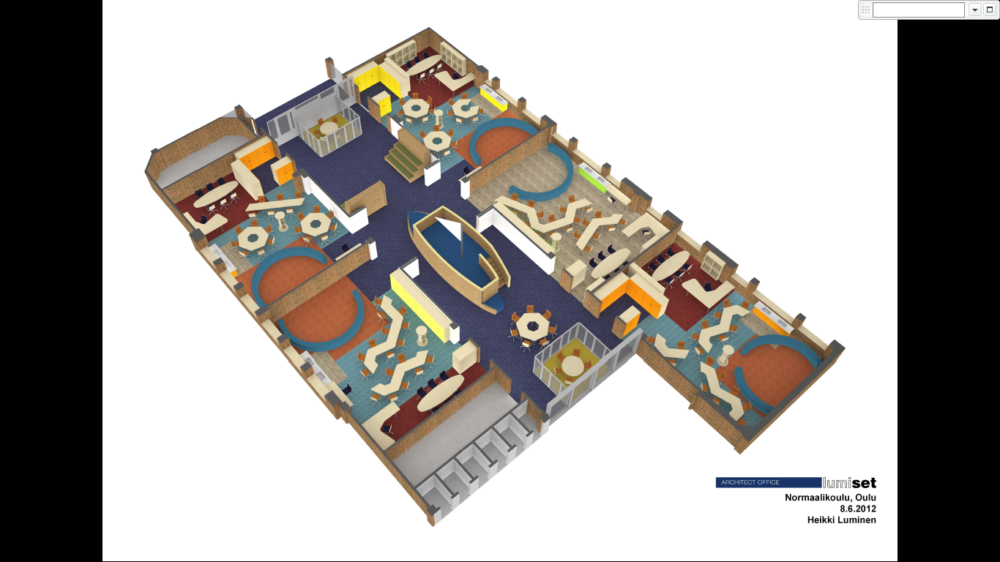 ARCHITECT OFFICE lumiset
Normaalikoulu, Oulu
8.6.2012
Heikki Luminen